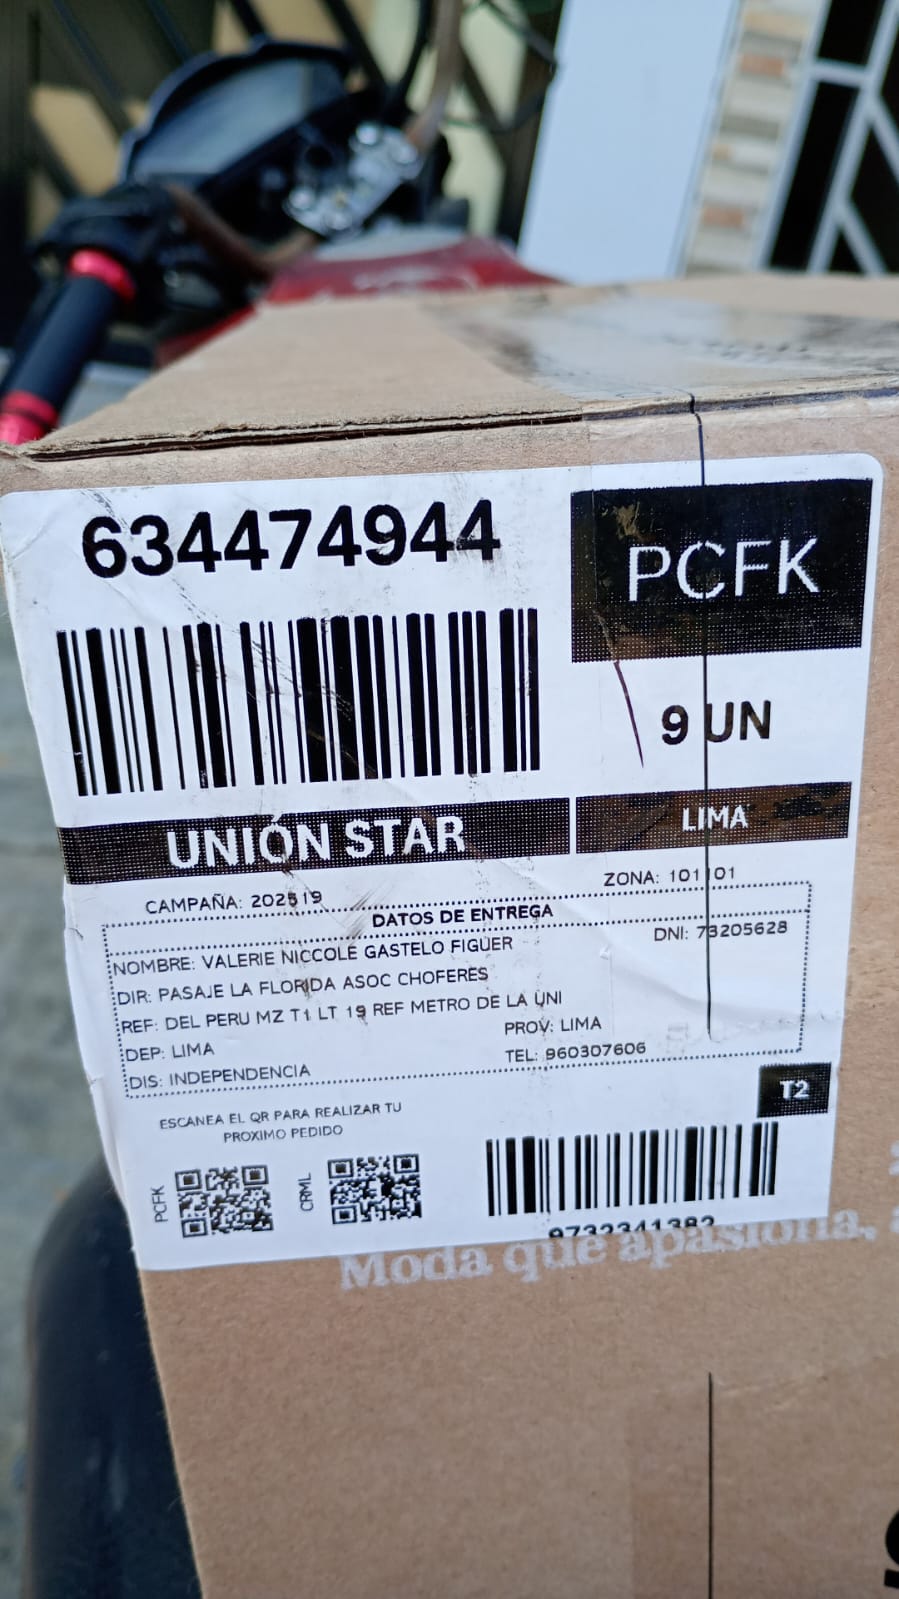 634474944
PCFK
9 UN
UNIÓN STAR
LIMA
CAMPAÑA: 202519
ZONA: 101101
DATOS DE ENTREGA
NOMBRE: VALERIE NICCOLE GASTELO FIGUER
DNI: 73205628
DIR: PASAJE LA FLORIDA ASOC CHOFERES
REF: DEL PERU MZ T1 LT 19 REF METRO DE LA UNI
DEP: LIMA
PROV: LIMA
DIS: INDEPENDENCIA
TEL: 960307606
T2
ESCANEA EL QR PARA REALIZAR TU
PROXIMO PEDIDO
PCFK
CRML
9732341382
Moda que apasiona,